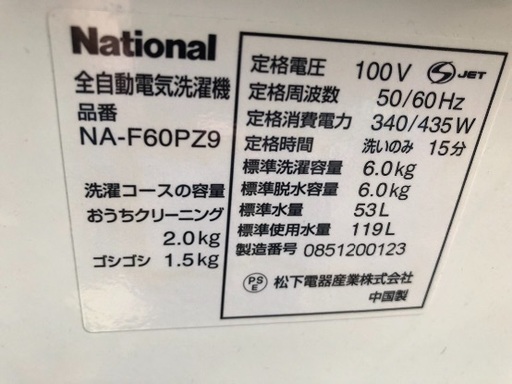 National
全自動電気洗濯機
品番
NA-F60PZ9
洗濯コースの容量
おうちクリーニング
2.0kg
ゴシゴシ 1.5kg
定格電圧 100V JET
定格周波数 50/60Hz
定格消費電力 340/435W
定格時間 洗いのみ 15分
標準洗濯容量 6.0kg
標準脱水容量 6.0kg
標準水量 53L
標準使用水量 119L
製造番号 0851200123
PSE 松下電器産業株式会社
中国製